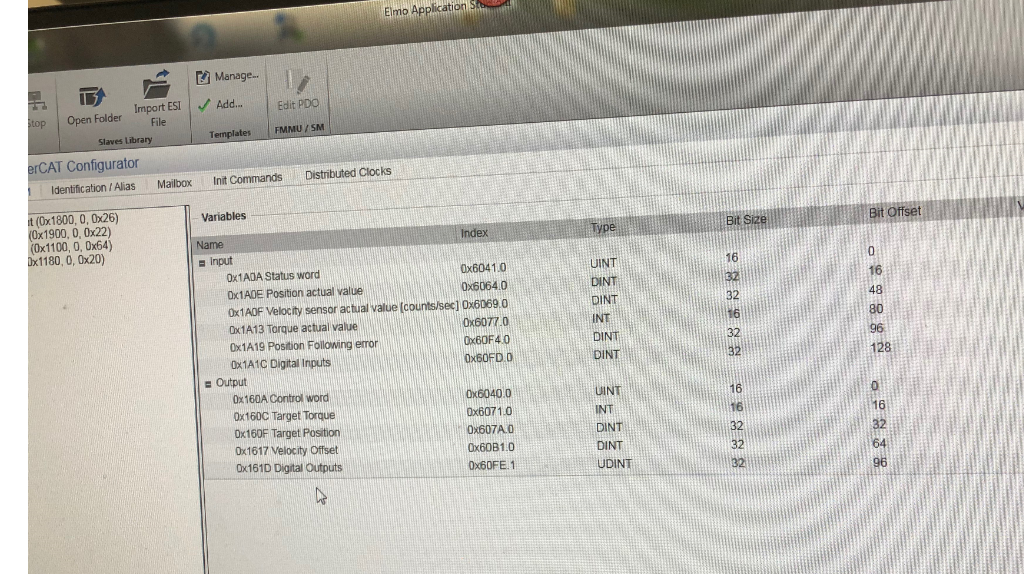 Elmo Application
Manage...
Add...
Templates
Stop
Open Folder
Import ESI
File
Slaves Library
Edit PDO
FMMU / SM
erCAT Configurator
Identification / Alias Mailbox Init Commands Distributed Clocks
t (0x1800, 0, 0x26)
(0x1900, 0, 0x22)
(0x1100, 0, 0x64)
0x1180, 0, 0x20)
Variables
Name Index Type Bit Size Bit Offset
Input
0x1A0A Status word 0x6041.0 UINT 16 0
0x1A0E Position actual value 0x6064.0 DINT 32 16
0x1A0F Velocity sensor actual value [counts/sec] 0x6069.0 DINT 32 48
0x1A13 Torque actual value 0x6077.0 INT 16 80
0x1A19 Position Following error 0x60F4.0 DINT 32 96
0x1A1C Digital Inputs 0x60FD.0 DINT 32 128
Output
0x160A Control word 0x6040.0 UINT 16 0
0x160C Target Torque 0x6071.0 INT 16 16
0x160F Target Position 0x607A.0 DINT 32 32
0x1617 Velocity Offset 0x60B1.0 DINT 32 64
0x161D Digital Outputs 0x60FE.1 UDINT 32 96